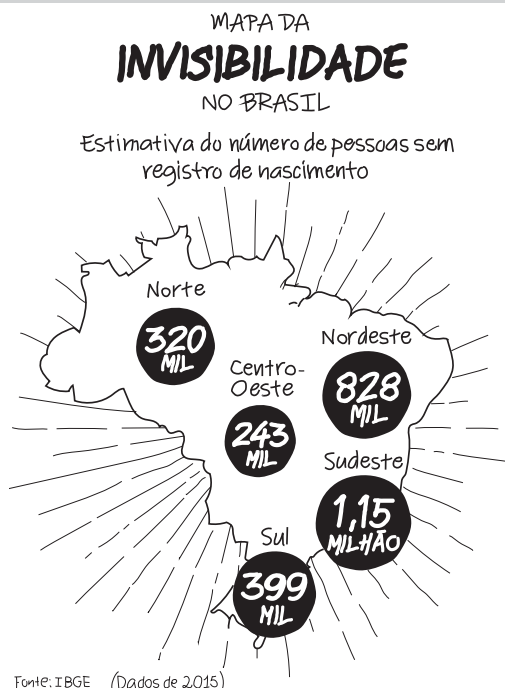 MAPA DA
INVISIBILIDADE
NO BRASIL
Estimativa do número de pessoas sem
registro de nascimento
Norte
320
MIL
Nordeste
828
MIL
Centro-
Oeste
243
MIL
Sudeste
1,15
MILHÃO
Sul
399
MIL
Fonte: IBGE (Dados de 2015)